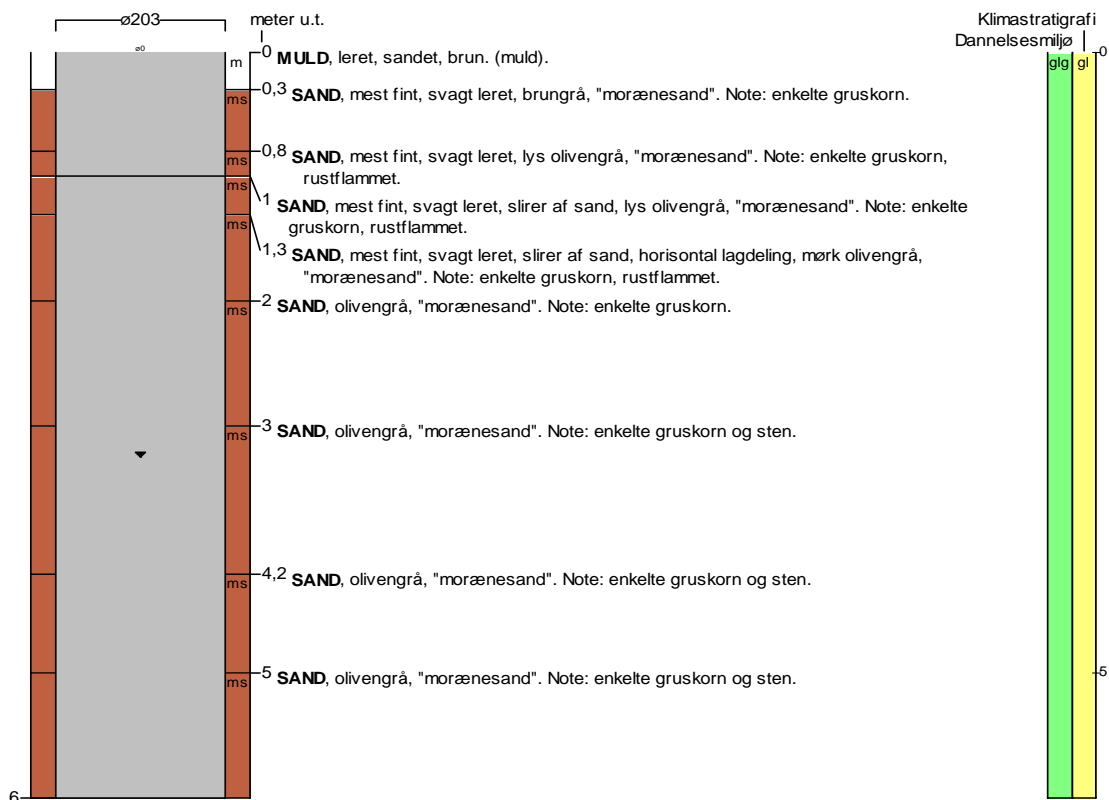 ø203
meter u.t.
Klimastratigrafi
Dannelsesmiljø
ø0
m
0 MULD, leret, sandet, brun. (muld).
glg gl
0
ms
0,3 SAND, mest fint, svagt leret, brungrå, "morænesand". Note: enkelte gruskorn.
ms
0,8 SAND, mest fint, svagt leret, lys olivengrå, "morænesand". Note: enkelte gruskorn,
rustflammet.
ms
1 SAND, mest fint, svagt leret, slirer af sand, lys olivengrå, "morænesand". Note: enkelte
gruskorn, rustflammet.
ms
1,3 SAND, mest fint, svagt leret, slirer af sand, horisontal lagdeling, mørk olivengrå,
"morænesand". Note: enkelte gruskorn, rustflammet.
ms
2 SAND, olivengrå, "morænesand". Note: enkelte gruskorn.
ms
3 SAND, olivengrå, "morænesand". Note: enkelte gruskorn og sten.
ms
4,2 SAND, olivengrå, "morænesand". Note: enkelte gruskorn og sten.
ms
5 SAND, olivengrå, "morænesand". Note: enkelte gruskorn og sten.
5
6